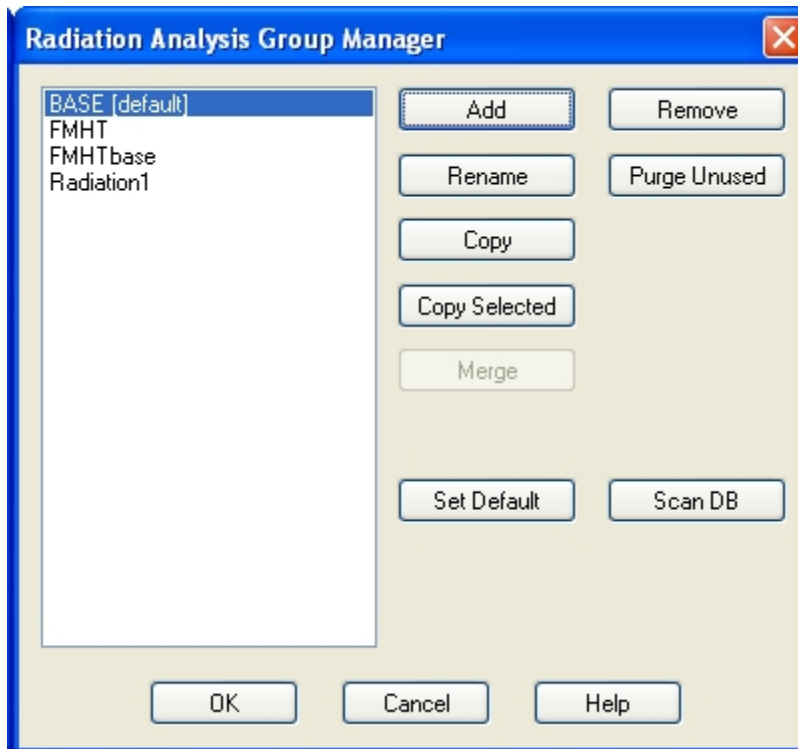 Radiation Analysis Group Manager
BASE [default]
FMHT
FMHTbase
Radiation1
Add
Remove
Rename
Purge Unused
Copy
Copy Selected
Merge
Set Default
Scan DB
OK
Cancel
Help